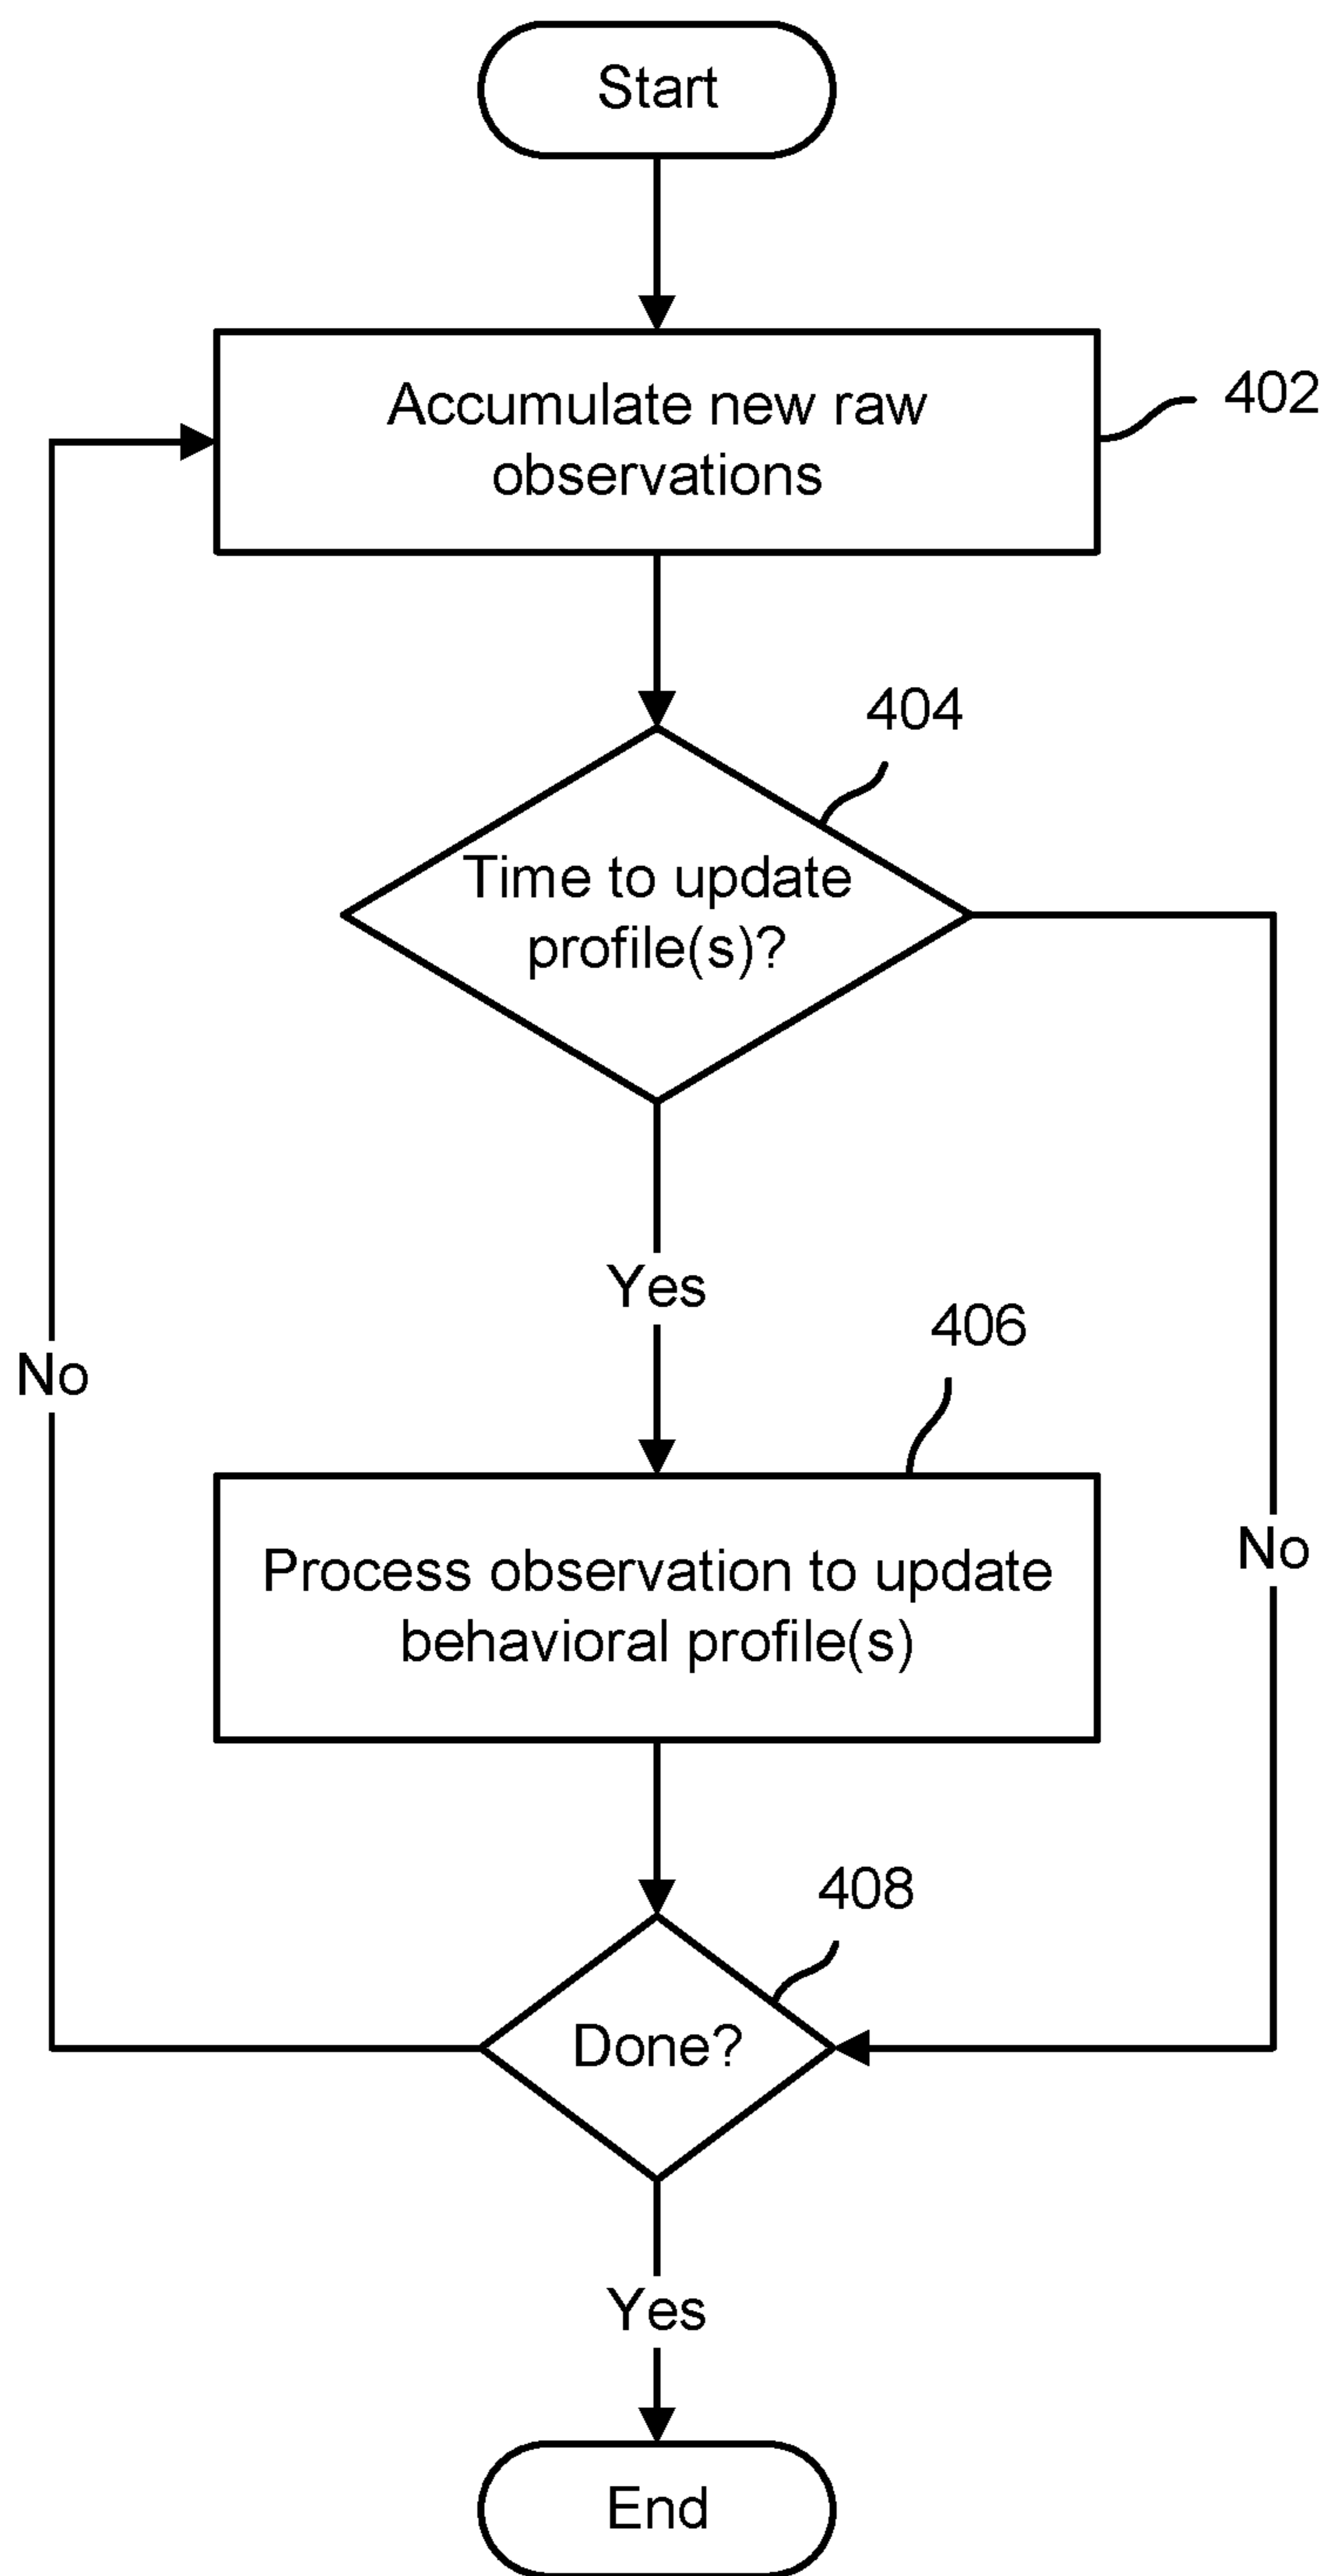 Start
Accumulate new raw
observations
402
404
Time to update
profile(s)?
Yes
406
No
Process observation to update
behavioral profile(s)
No
408
Done?
Yes
End